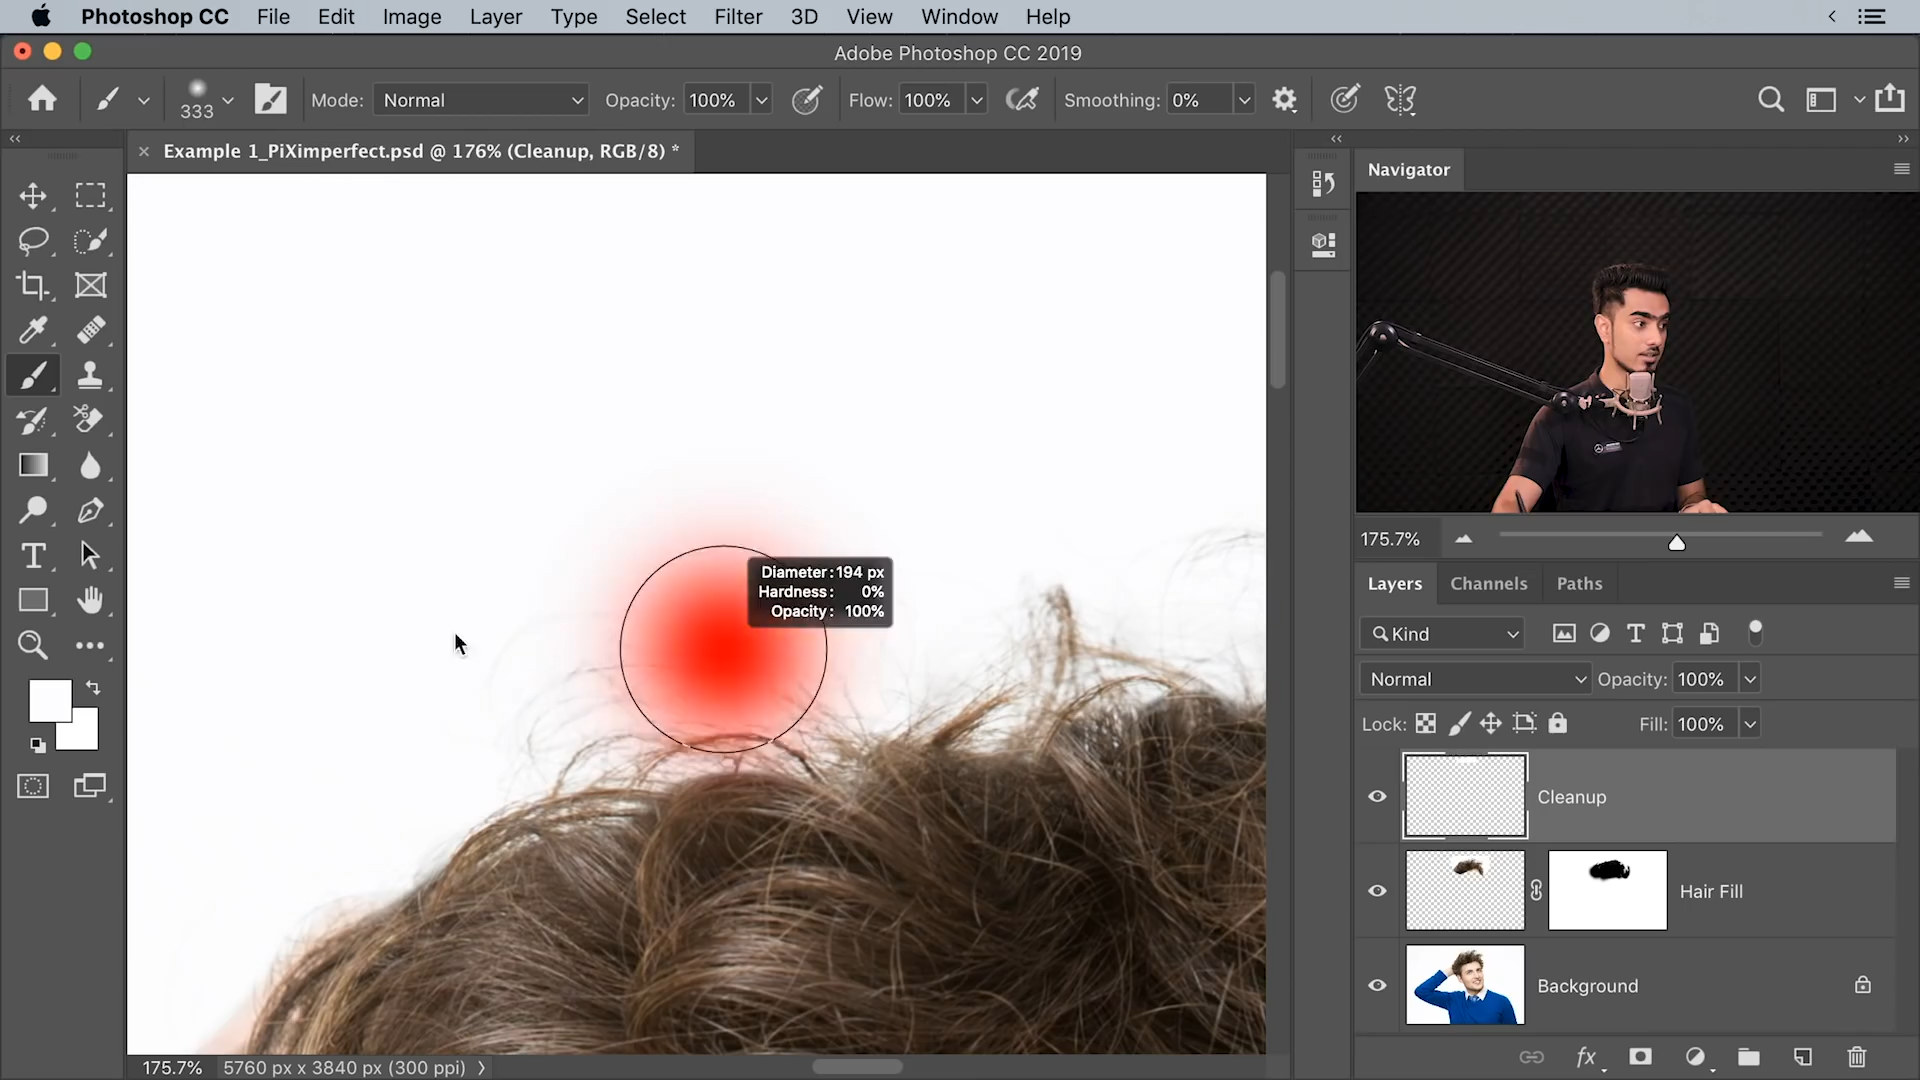 Photoshop CC File Edit Image Layer Type Select Filter 3D View Window Help
Adobe Photoshop CC 2019
333 Mode: Normal Opacity: 100% Flow: 100% Smoothing: 0%
Example 1_PiXimperfect.psd @ 176% (Cleanup, RGB/8) *
Navigator
175.7%
Diameter: 194 px
Hardness: 0%
Opacity: 100%
Layers Channels Paths
Kind
Normal Opacity: 100%
Lock: Fill: 100%
Cleanup
Hair Fill
Background
175.7% 5760 px x 3840 px (300 ppi)